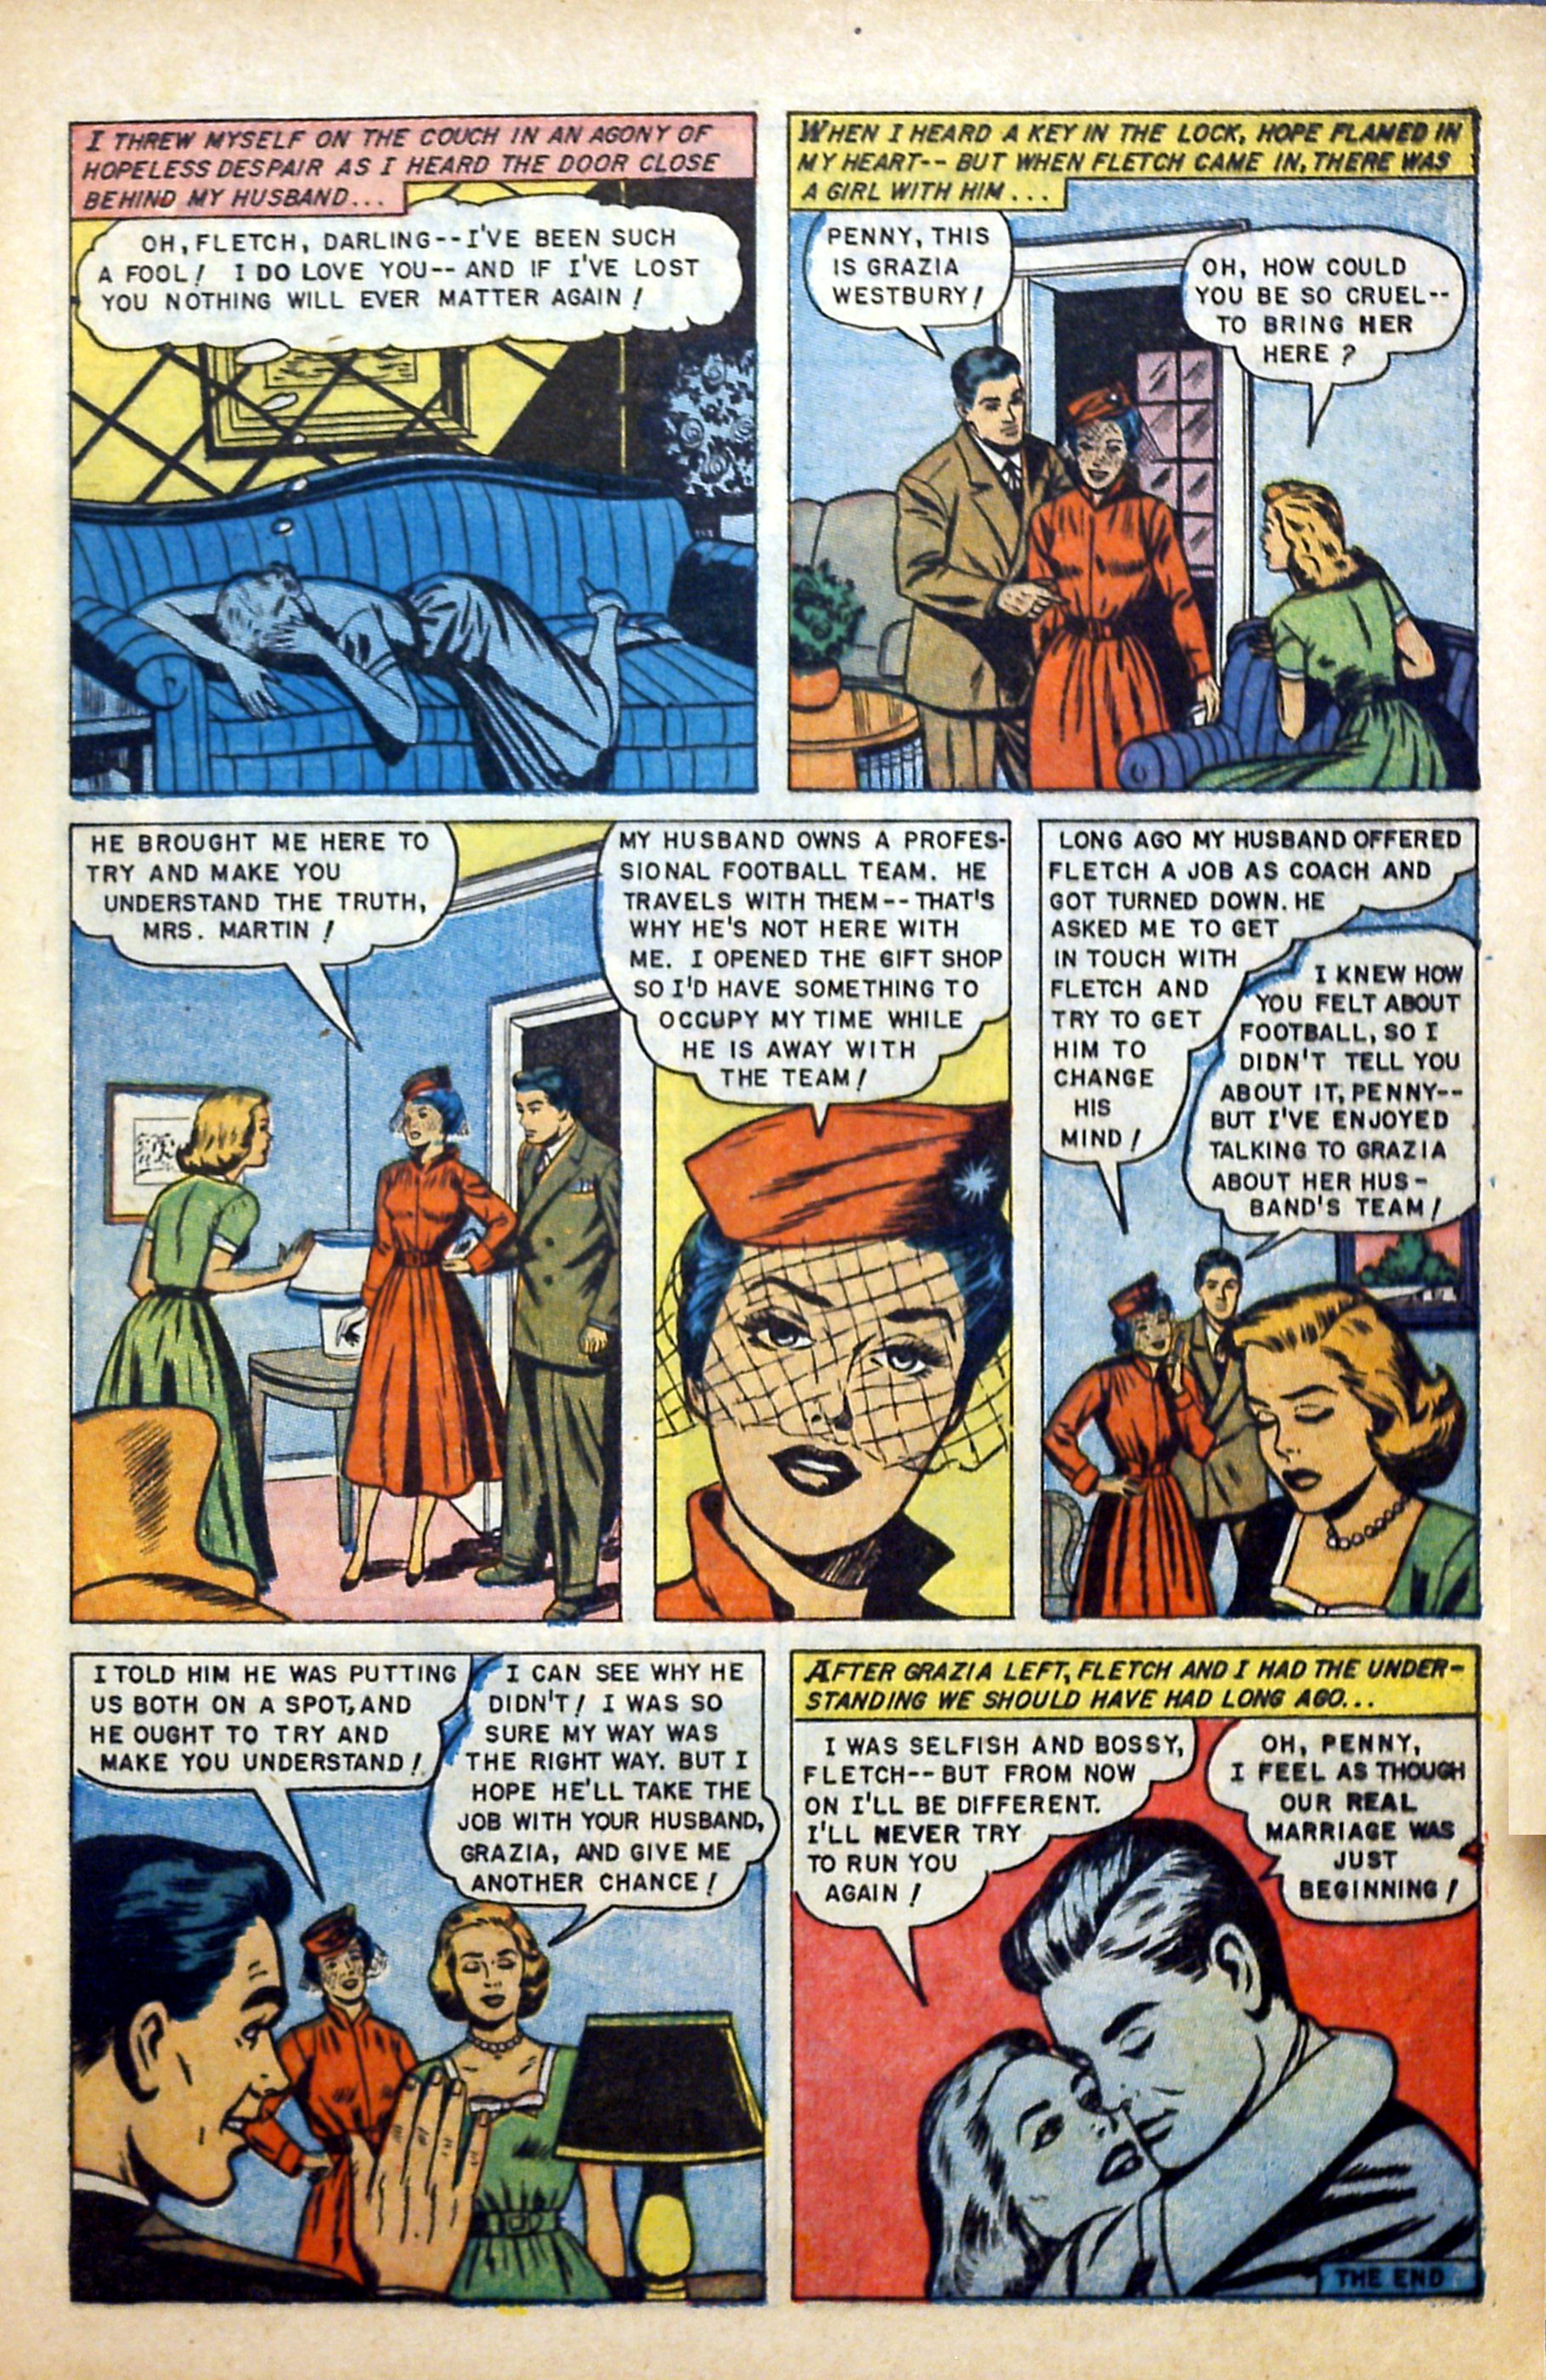 I THREW MYSELF ON THE COUCH IN AN AGONY OF
HOPELESS DESPAIR AS I HEARD THE DOOR CLOSE
BEHIND MY HUSBAND...
OH, FLETCH, DARLING--I'VE BEEN SUCH
A FOOL! I DO LOVE YOU--AND IF I'VE LOST
YOU NOTHING WILL EVER MATTER AGAIN!
WHEN I HEARD A KEY IN THE LOCK, HOPE FLAMED IN
MY HEART--BUT WHEN FLETCH CAME IN, THERE WAS
A GIRL WITH HIM...
PENNY, THIS
IS GRAZIA
WESTBURY!
OH, HOW COULD
YOU BE SO CRUEL--
TO BRING HER
HERE?
HE BROUGHT ME HERE TO
TRY AND MAKE YOU
UNDERSTAND THE TRUTH,
MRS. MARTIN!
MY HUSBAND OWNS A PROFES-
SIONAL FOOTBALL TEAM. HE
TRAVELS WITH THEM--THAT'S
WHY HE'S NOT HERE WITH
ME. I OPENED THE GIFT SHOP
SO I'D HAVE SOMETHING TO
OCCUPY MY TIME WHILE
HE IS AWAY WITH
THE TEAM!
LONG AGO MY HUSBAND OFFERED
FLETCH A JOB AS COACH AND
GOT TURNED DOWN. HE
ASKED ME TO GET
IN TOUCH WITH
FLETCH AND
TRY TO GET
HIM TO
CHANGE
HIS
MIND!
I KNEW HOW
YOU FELT ABOUT
FOOTBALL, SO I
DIDN'T TELL YOU
ABOUT IT, PENNY--
BUT I'VE ENJOYED
TALKING TO GRAZIA
ABOUT HER HUS-
BAND'S TEAM!
I TOLD HIM HE WAS PUTTING
US BOTH ON A SPOT, AND
HE OUGHT TO TRY AND
MAKE YOU UNDERSTAND!
I CAN SEE WHY HE
DIDN'T! I WAS SO
SURE MY WAY WAS
THE RIGHT WAY. BUT I
HOPE HE'LL TAKE THE
JOB WITH YOUR HUSBAND,
GRAZIA, AND GIVE ME
ANOTHER CHANCE!
AFTER GRAZIA LEFT, FLETCH AND I HAD THE UNDER-
STANDING WE SHOULD HAVE HAD LONG AGO...
I WAS SELFISH AND BOSSY,
FLETCH--BUT FROM NOW
ON I'LL BE DIFFERENT.
I'LL NEVER TRY
TO RUN YOU
AGAIN!
OH, PENNY,
I FEEL AS THOUGH
OUR REAL
MARRIAGE WAS
JUST
BEGINNING!
THE END